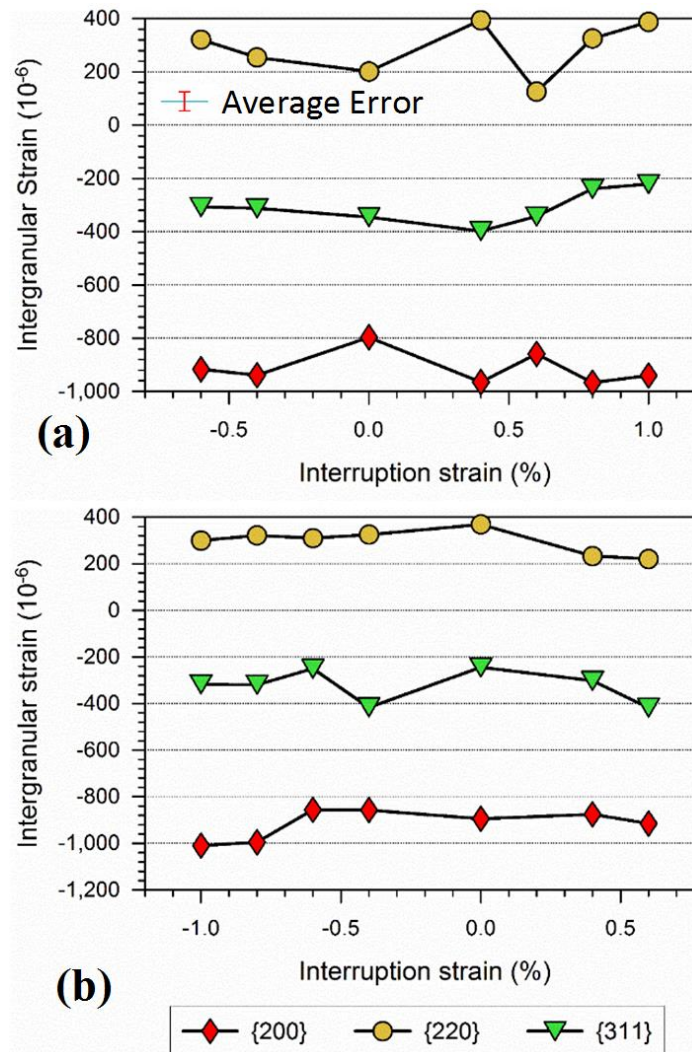 400
200
0
-200
-400
-600
-800
-1,000
Intergranular Strain (10⁻⁶)
Average Error
-0.5 0.0 0.5 1.0
Interruption strain (%)
(a)
400
200
0
-200
-400
-600
-800
-1,000
-1,200
Intergranular strain (10⁻⁶)
-1.0 -0.5 0.0 0.5
Interruption strain (%)
(b)
{200} {220} {311}